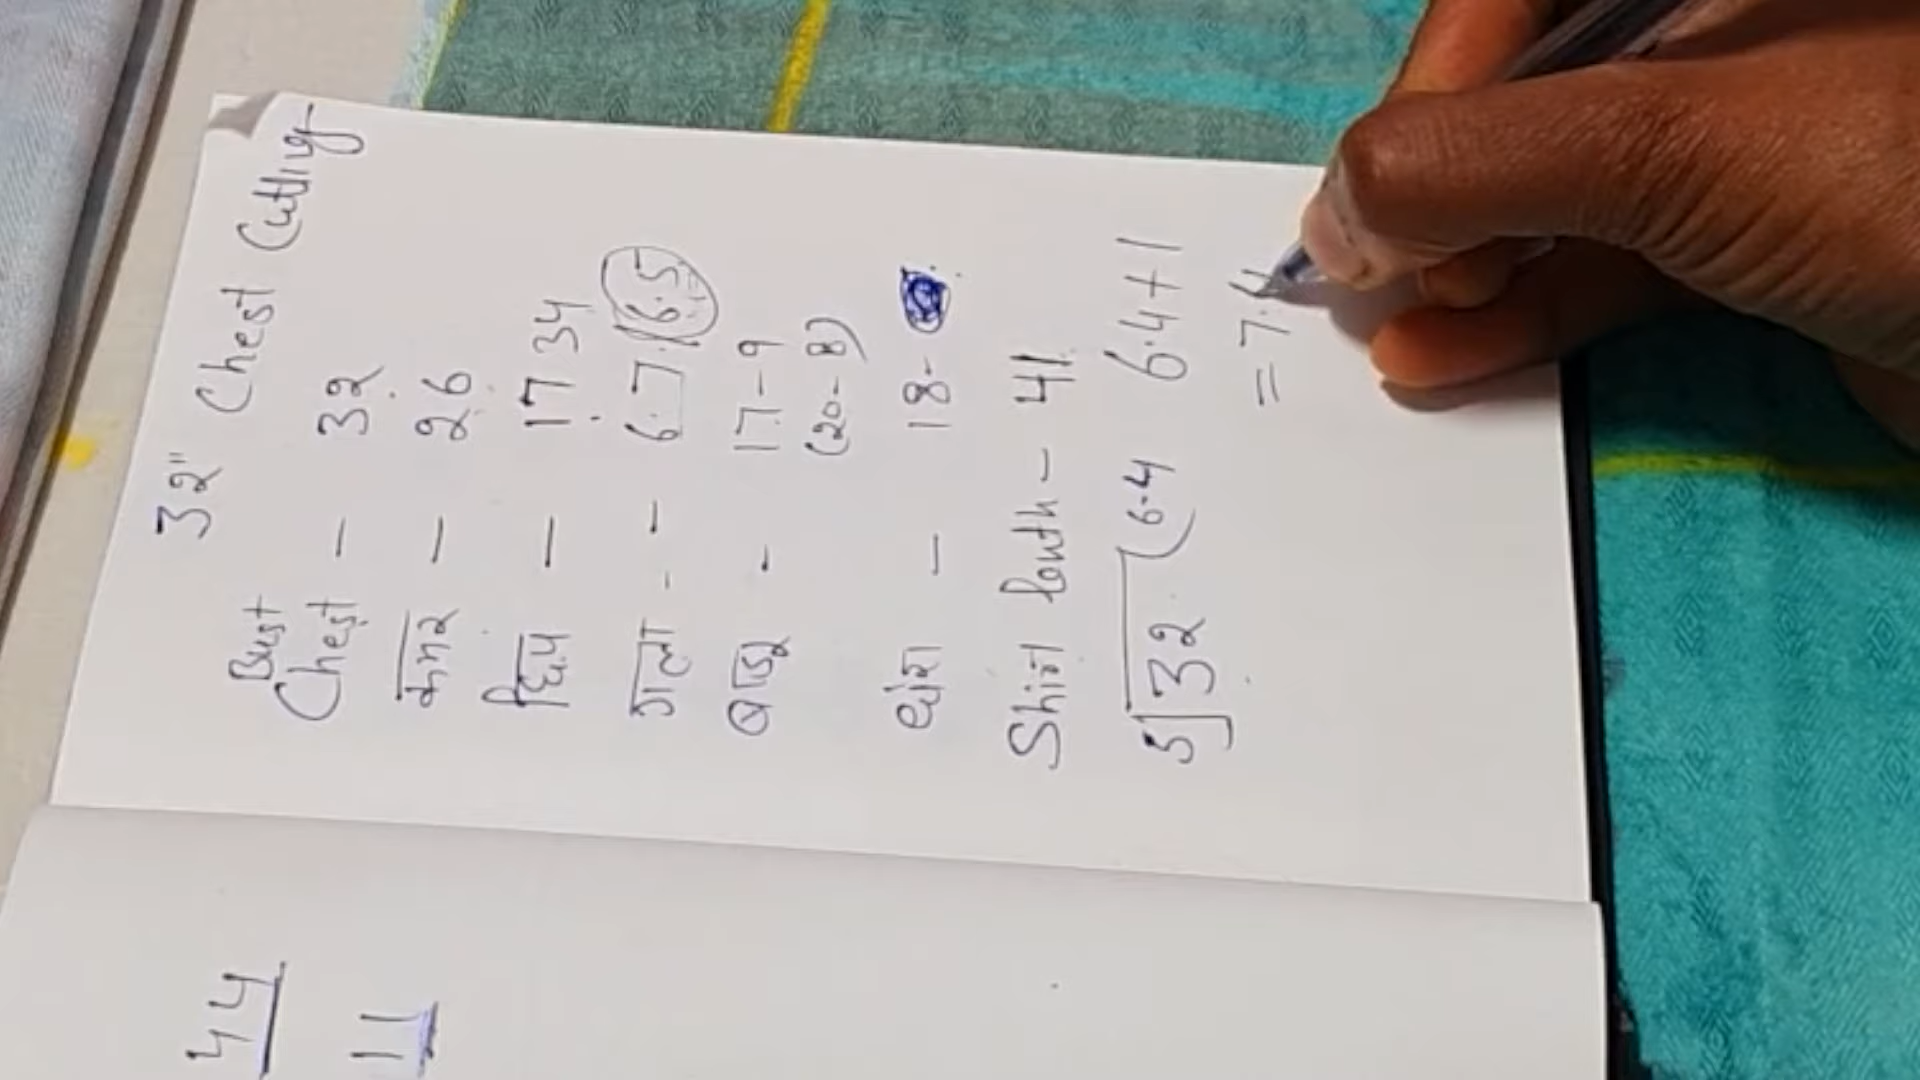 32" Chest Cutting
Bust
Chest - 32
कमर - 26
हिप - 17 34
गला - - 6.7.(6.5)
बाजू - 17-9
(20-8)
घेरा - 18-
Shirt lenth - 41
5 32 (6.4 6.4+1
= 7.4
44
11